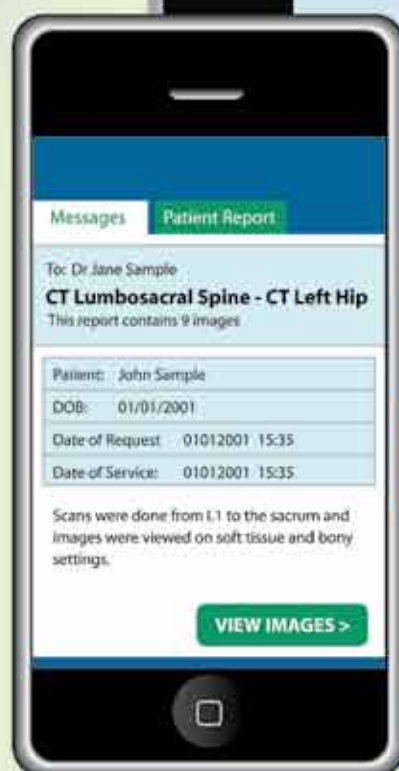 Messages
Patient Report
To: Dr Jane Sample
CT Lumbosacral Spine - CT Left Hip
This report contains 9 images
Patient: John Sample
DOB: 01/01/2001
Date of Request 01012001 15:35
Date of Service: 01012001 15:35
Scans were done from L1 to the sacrum and
images were viewed on soft tissue and bony
settings.
VIEW IMAGES >